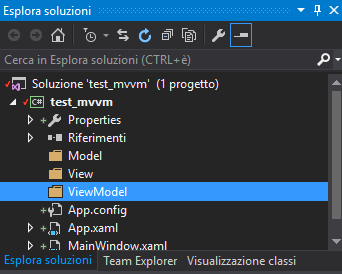 Esplora soluzioni
Cerca in Esplora soluzioni (CTRL+è)
Soluzione 'test_mvvm' (1 progetto)
C# test_mvvm
Properties
Riferimenti
Model
View
ViewModel
App.config
App.xaml
MainWindow.xaml
Esplora soluzioni Team Explorer Visualizzazione classi